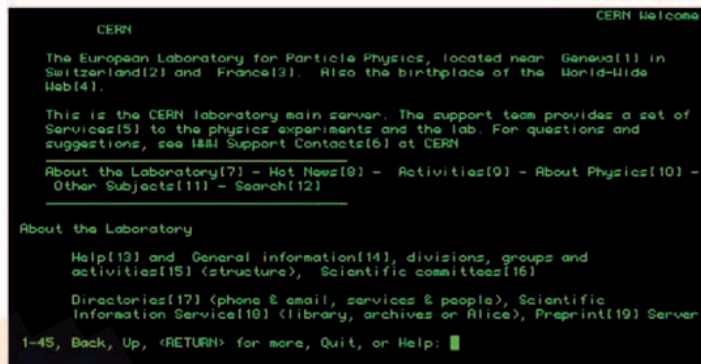 CERN Welcome
CERN
The European Laboratory for Particle Physics, located near Geneva[1] in
Switzerland[2] and France[3]. Also the birthplace of the World-Wide
Web[4].
This is the CERN laboratory main server. The support team provides a set of
Services[5] to the physics experiments and the lab. For questions and
suggestions, see WWW Support Contacts[6] at CERN
About the Laboratory[7] - Hot News[8] - Activities[9] - About Physics[10] -
Other Subjects[11] - Search[12]
About the Laboratory
Help[13] and General information[14], divisions, groups and
activities[15] (structure), Scientific committees[16]
Directories[17] (phone & email, services & people), Scientific
Information Service[18] (library, archives or Alice), Preprint[19] Server
1-45, Back, Up, <RETURN> for more, Quit, or Help: